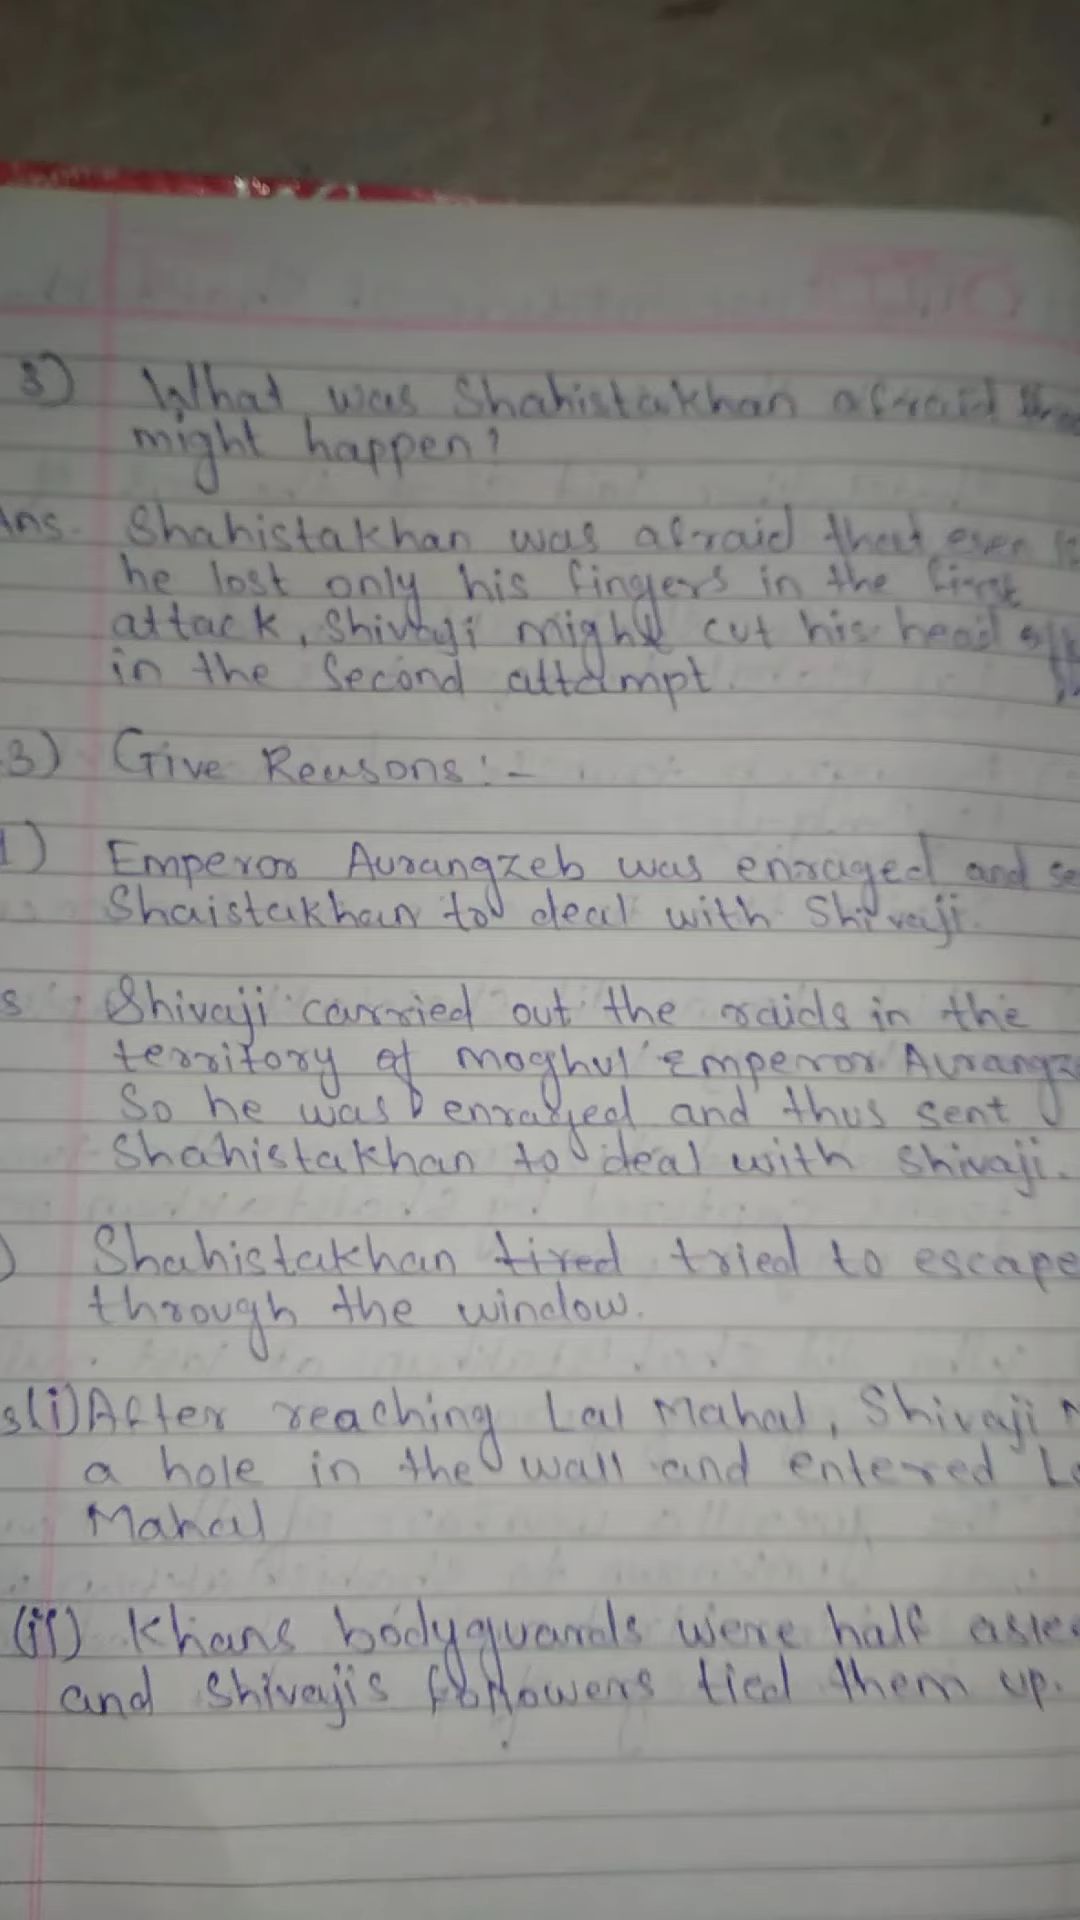 3) What was Shahistakhan afraid
might happen?
Ans. Shahistakhan was afraid that even
he lost only his fingers in the first
attack, Shivaji might cut his head
in the second attempt.
3) Give Reasons :-
1) Emperor Aurangzeb was enraged and
Shaistakhan to deal with Shivaji.
s Shivaji carried out the raids in the
territory of moghul Emperor
So he was enraged and thus sent
Shahistakhan to deal with Shivaji.
) Shahistakhan tired tried to escape
through the window.
s(i) After reaching Lal Mahal, Shivaji
a hole in the wall and entered
Mahal
(ii) Khans bodyguards were half
and Shivajis followers tied them up.